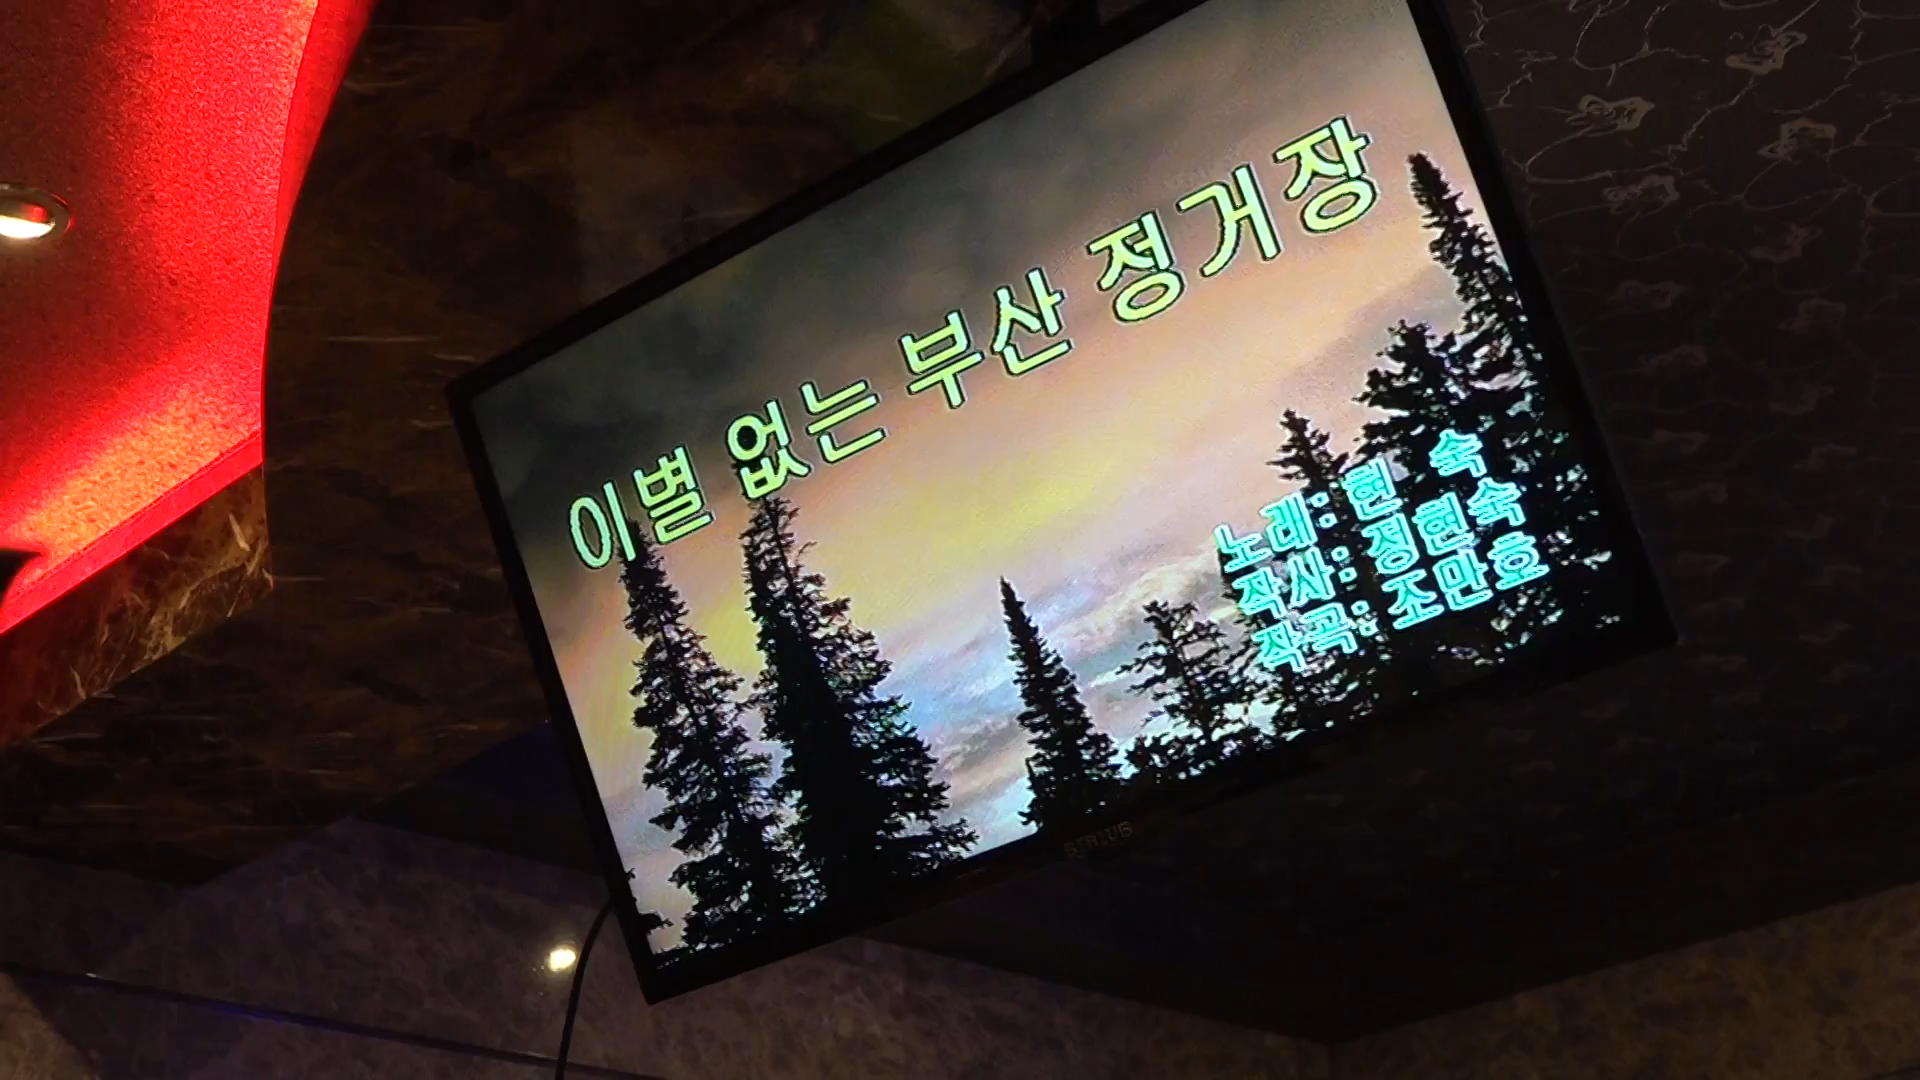 이별 없는 부산 정거장
노래: 현 숙
작사: 정현숙
작곡: 조만호